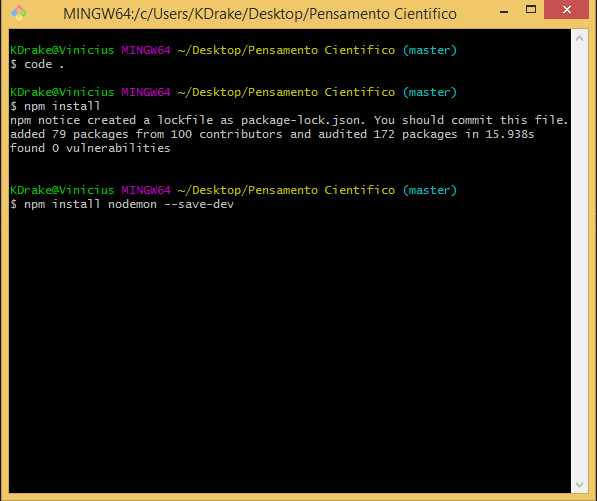 MINGW64:/c/Users/KDrake/Desktop/Pensamento Cientifico
KDrake@Vinicius MINGW64 ~/Desktop/Pensamento Cientifico (master)
$ code .
KDrake@Vinicius MINGW64 ~/Desktop/Pensamento Cientifico (master)
$ npm install
npm notice created a lockfile as package-lock.json. You should commit this file.
added 79 packages from 100 contributors and audited 172 packages in 15.938s
found 0 vulnerabilities
KDrake@Vinicius MINGW64 ~/Desktop/Pensamento Cientifico (master)
$ npm install nodemon --save-dev